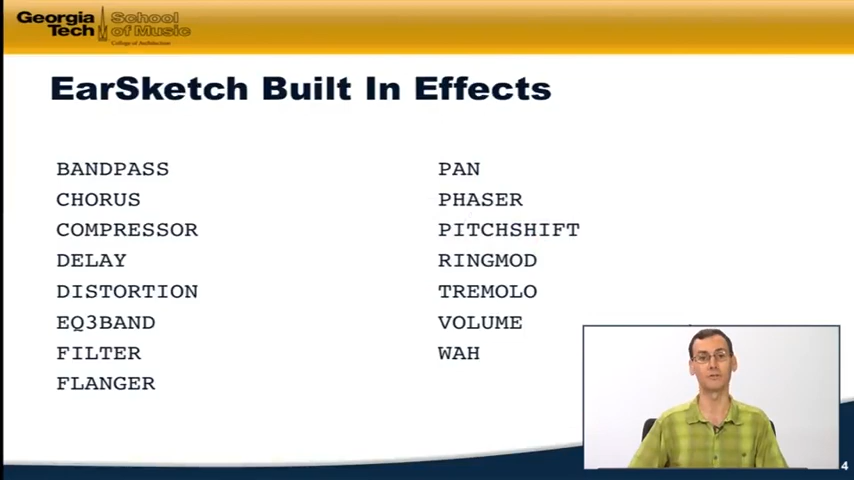 Georgia Tech
School of Music
College of Architecture
EarSketch Built In Effects
BANDPASS
CHORUS
COMPRESSOR
DELAY
DISTORTION
EQ3BAND
FILTER
FLANGER
PAN
PHASER
PITCHSHIFT
RINGMOD
TREMOLO
VOLUME
WAH
4